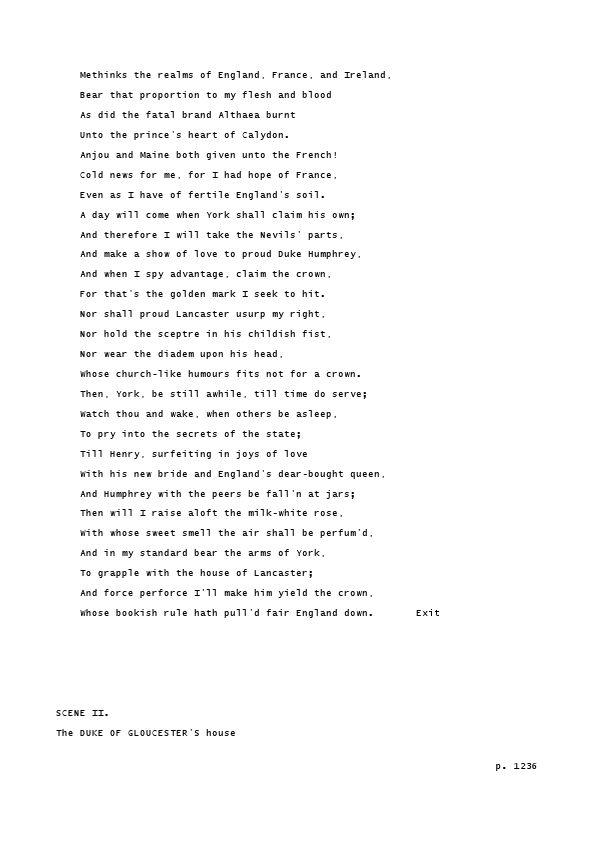 Methinks the realms of England, France, and Ireland,
Bear that proportion to my flesh and blood
As did the fatal brand Althaea burnt
Unto the prince's heart of Calydon.
Anjou and Maine both given unto the French!
Cold news for me, for I had hope of France,
Even as I have of fertile England's soil.
A day will come when York shall claim his own;
And therefore I will take the Nevils' parts,
And make a show of love to proud Duke Humphrey,
And when I spy advantage, claim the crown,
For that's the golden mark I seek to hit.
Nor shall proud Lancaster usurp my right,
Nor hold the sceptre in his childish fist,
Nor wear the diadem upon his head,
Whose church-like humours fits not for a crown.
Then, York, be still awhile, till time do serve;
Watch thou and wake, when others be asleep,
To pry into the secrets of the state;
Till Henry, surfeiting in joys of love
With his new bride and England's dear-bought queen,
And Humphrey with the peers be fall'n at jars;
Then will I raise aloft the milk-white rose,
With whose sweet smell the air shall be perfum'd,
And in my standard bear the arms of York,
To grapple with the house of Lancaster;
And force perforce I'll make him yield the crown,
Whose bookish rule hath pull'd fair England down. Exit
SCENE II.
The DUKE OF GLOUCESTER'S house
p. 1236